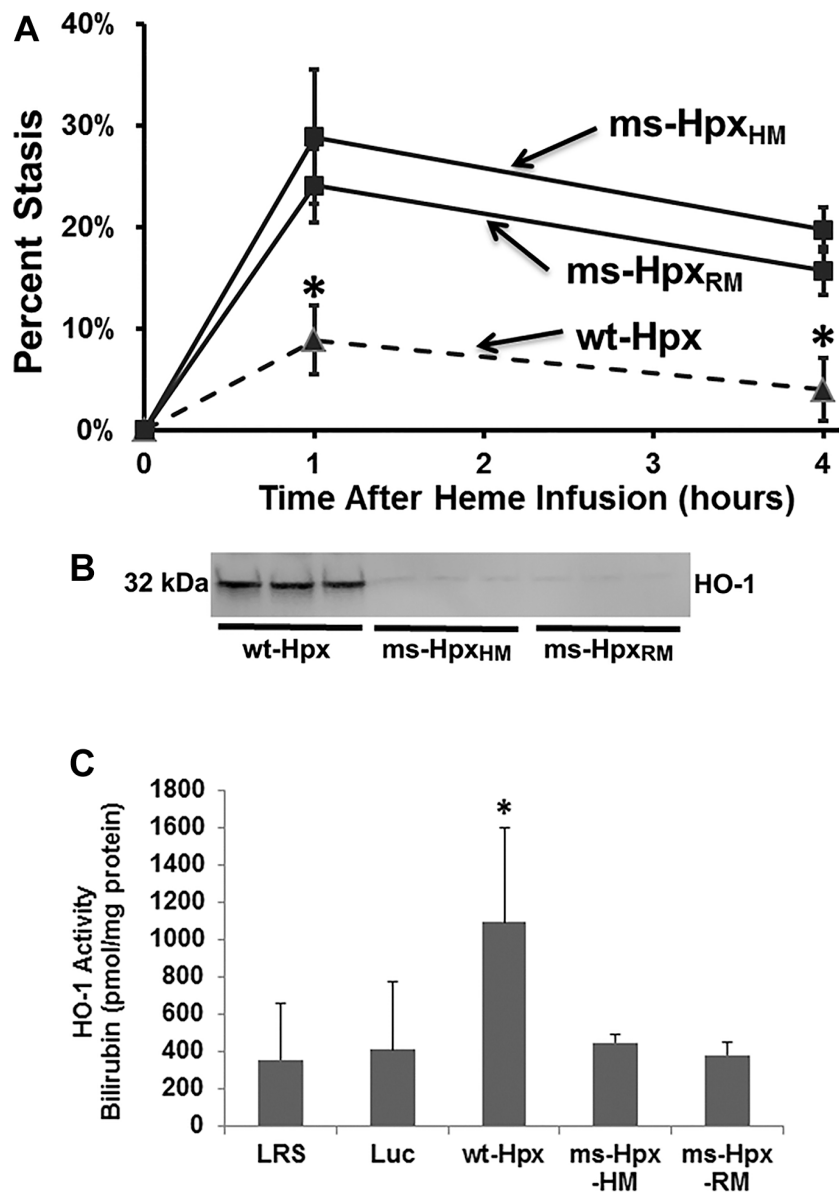 A
40%
30%
20%
10%
0%
Percent Stasis
ms-HpxHM
ms-HpxRM
*
wt-Hpx
*
0 1 2 3 4
Time After Heme Infusion (hours)
B
32 kDa HO-1
wt-Hpx ms-HpxHM ms-HpxRM
C
HO-1 Activity
Bilirubin (pmol/mg protein)
1800
1600
1400
1200
1000
800
600
400
200
0
*
LRS Luc wt-Hpx ms-Hpx ms-Hpx
-HM -RM